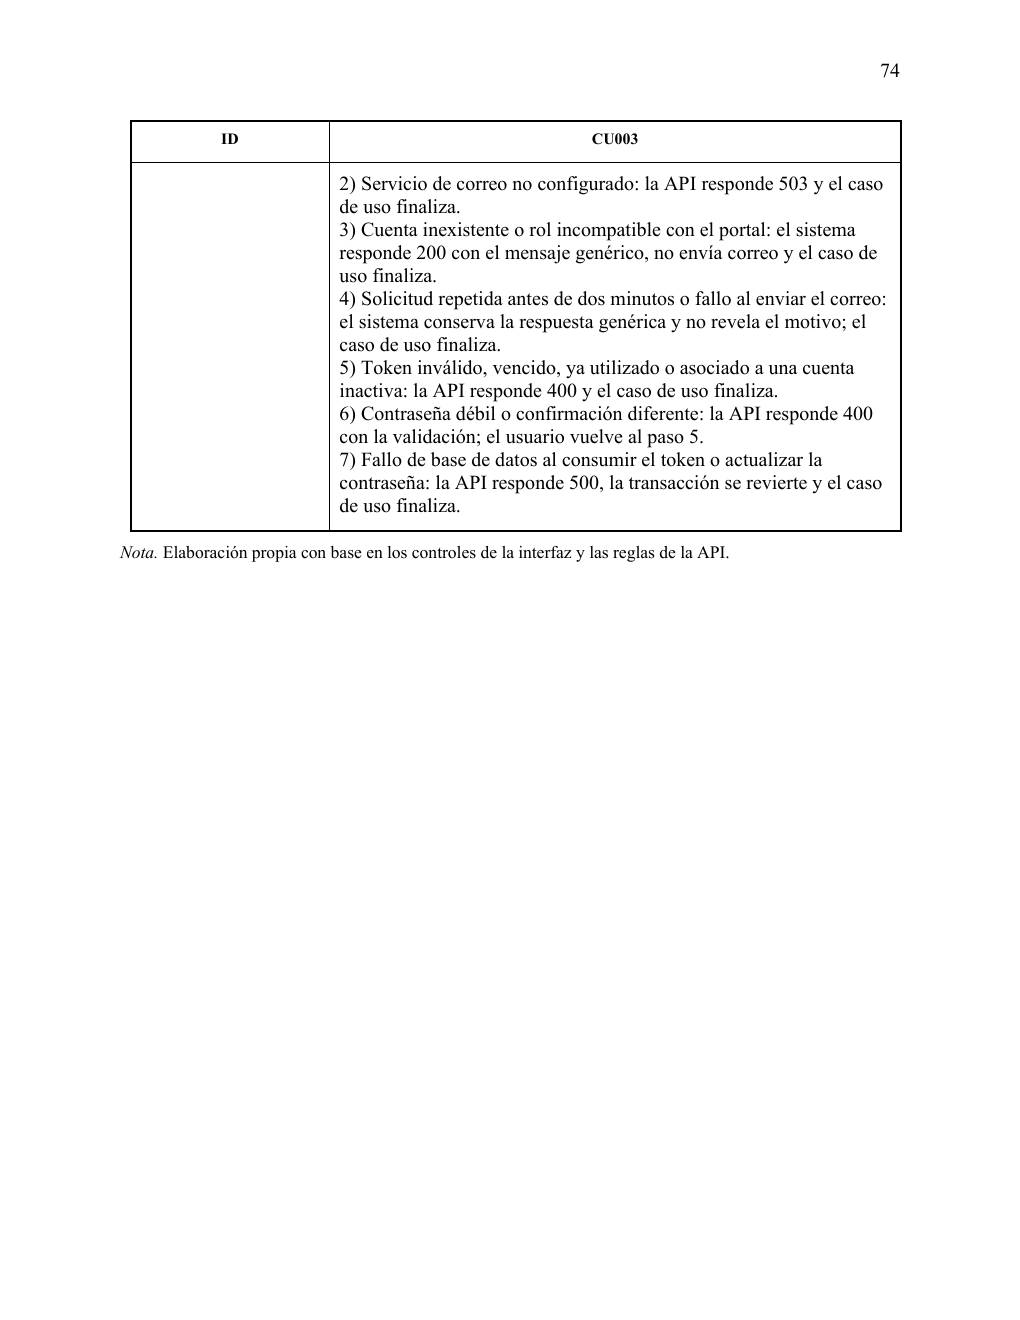 74
ID CU003
2) Servicio de correo no configurado: la API responde 503 y el caso
de uso finaliza.
3) Cuenta inexistente o rol incompatible con el portal: el sistema
responde 200 con el mensaje genérico, no envía correo y el caso de
uso finaliza.
4) Solicitud repetida antes de dos minutos o fallo al enviar el correo:
el sistema conserva la respuesta genérica y no revela el motivo; el
caso de uso finaliza.
5) Token inválido, vencido, ya utilizado o asociado a una cuenta
inactiva: la API responde 400 y el caso de uso finaliza.
6) Contraseña débil o confirmación diferente: la API responde 400
con la validación; el usuario vuelve al paso 5.
7) Fallo de base de datos al consumir el token o actualizar la
contraseña: la API responde 500, la transacción se revierte y el caso
de uso finaliza.
Nota. Elaboración propia con base en los controles de la interfaz y las reglas de la API.